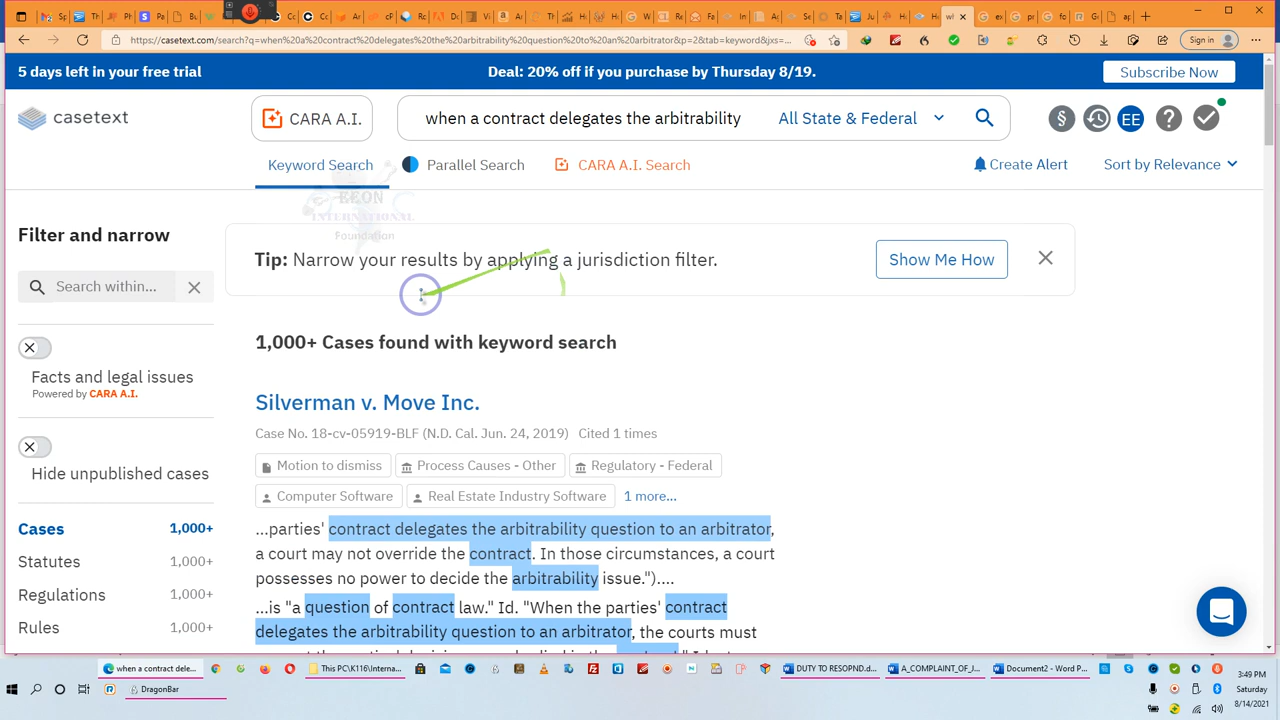 https://casetext.com/search?q=when%20a%20contract%20delegates%20the%20arbitrability%20question%20to%20an%20arbitrator&p=2&tab=keyword&jxs=...
Sign in
5 days left in your free trial
Deal: 20% off if you purchase by Thursday 8/19.
Subscribe Now
casetext
CARA A.I.
when a contract delegates the arbitrability
All State & Federal
§
EE
?
Keyword Search
Parallel Search
CARA A.I. Search
Create Alert
Sort by Relevance
EEON
INTERNATIONAL
Foundation
Filter and narrow
Search within...
Tip: Narrow your results by applying a jurisdiction filter.
Show Me How
1,000+ Cases found with keyword search
Facts and legal issues
Powered by CARA A.I.
Hide unpublished cases
Cases 1,000+
Statutes 1,000+
Regulations 1,000+
Rules 1,000+
Silverman v. Move Inc.
Case No. 18-cv-05919-BLF (N.D. Cal. Jun. 24, 2019) Cited 1 times
Motion to dismiss
Process Causes - Other
Regulatory - Federal
Computer Software
Real Estate Industry Software
1 more...
...parties' contract delegates the arbitrability question to an arbitrator,
a court may not override the contract. In those circumstances, a court
possesses no power to decide the arbitrability issue.")....
...is "a question of contract law." Id. "When the parties' contract
delegates the arbitrability question to an arbitrator, the courts must
when a contract dele...
This PC\K116\Interna...
DUTY TO RESOPND.d...
A_COMPLAINT_OF_J...
Document2 - Word P...
DragonBar
3:49 PM
Saturday
8/14/2021